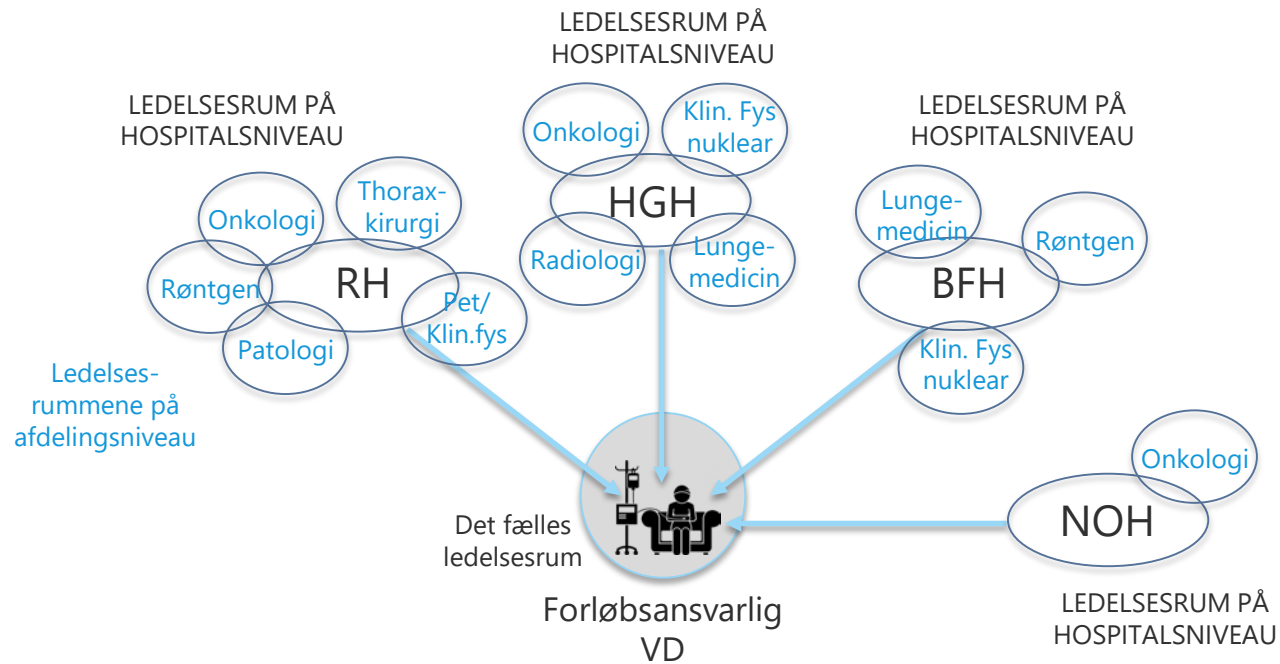 LEDELSESRUM PÅ
HOSPITALSNIVEAU
LEDELSESRUM PÅ
HOSPITALSNIVEAU
LEDELSESRUM PÅ
HOSPITALSNIVEAU
Onkologi
Thorax-
kirurgi
Røntgen
RH
Patologi
Pet/
Klin.fys
Onkologi
Klin. Fys
nuklear
HGH
Radiologi
Lunge-
medicin
Lunge-
medicin
Røntgen
BFH
Klin. Fys
nuklear
Ledelses-
rummene på
afdelingsniveau
Onkologi
NOH
LEDELSESRUM PÅ
HOSPITALSNIVEAU
Det fælles
ledelsesrum
Forløbsansvarlig
VD